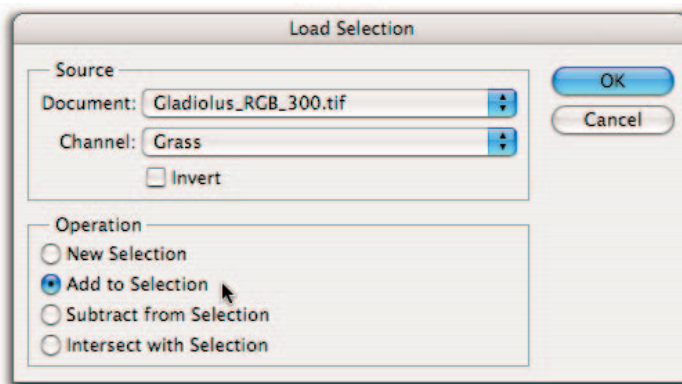 Load Selection
Source
Document: Gladiolus_RGB_300.tif
Channel: Grass
Invert
OK
Cancel
Operation
New Selection
Add to Selection
Subtract from Selection
Intersect with Selection